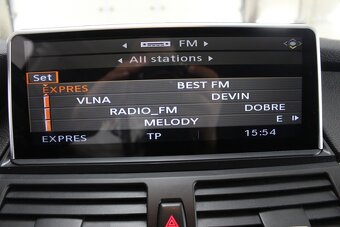 FM
All stations
Set
EXPRES BEST FM
VLNA DEVIN
RADIO_FM DOBRE
MELODY E
EXPRES TP 15:54